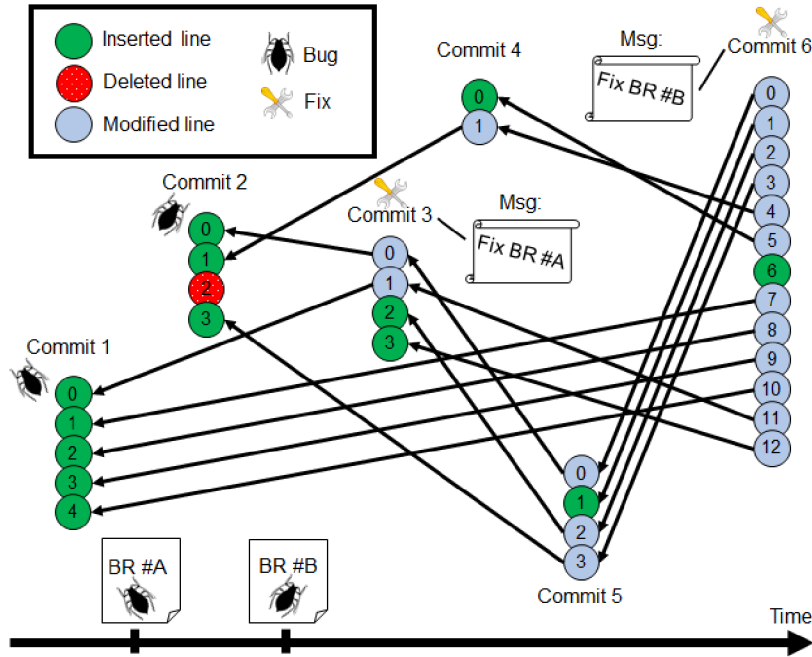 Inserted line
Deleted line
Modified line
Bug
Fix
Commit 4
0
1
Msg:
Fix BR #B
Commit 6
0
1
2
3
4
5
6
7
8
9
10
11
12
Commit 2
0
1
2
3
Commit 3
0
1
2
3
Msg:
Fix BR #A
Commit 1
0
1
2
3
4
0
1
2
3
Commit 5
BR #A
BR #B
Time